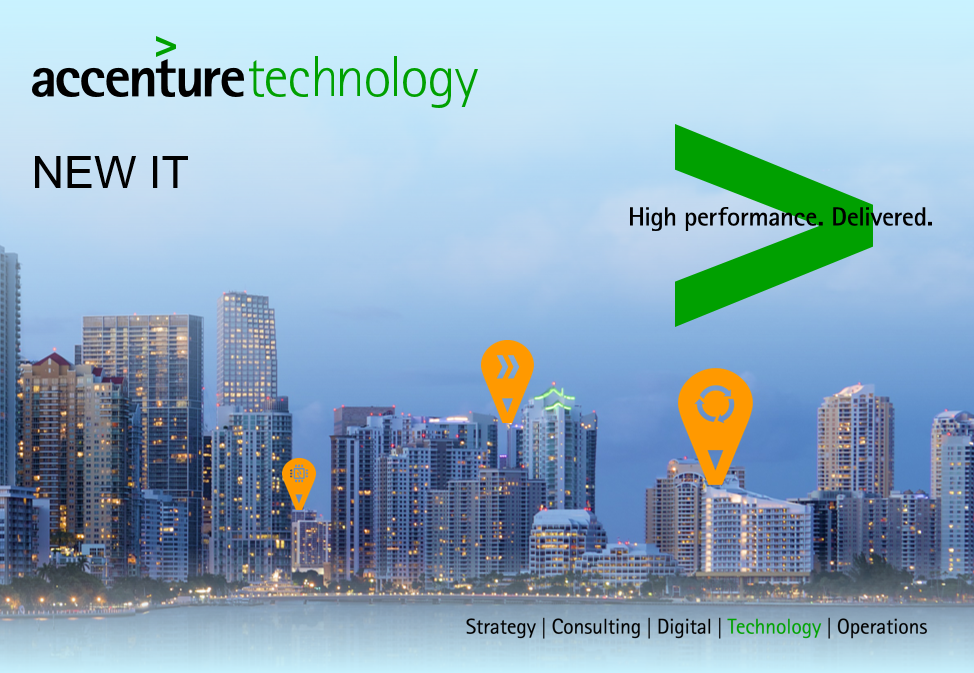 accenturetechnology
NEW IT
High performance. Delivered.
Strategy | Consulting | Digital | Technology | Operations